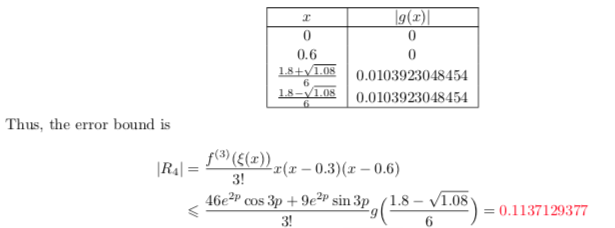 x |g(x)|
0 0
0.6 0
\frac{1.8+\sqrt{1.08}}{6} 0.0103923048454
\frac{1.8-\sqrt{1.08}}{6} 0.0103923048454
Thus, the error bound is
|R_4| = \frac{f^{(3)}(\xi(x))}{3!} x(x − 0.3)(x − 0.6)
⩽ \frac{46e^{2p} \cos 3p + 9e^{2p} \sin 3p}{3!} g\left(\frac{1.8 − \sqrt{1.08}}{6}\right) = 0.1137129377